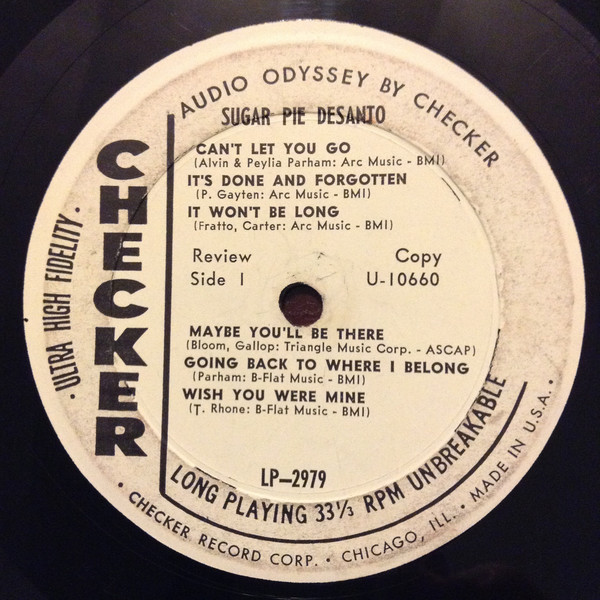 AUDIO ODYSSEY BY CHECKER
SUGAR PIE DESANTO
CAN'T LET YOU GO
(Alvin & Peylia Parham: Arc Music - BMI)
IT'S DONE AND FORGOTTEN
(P. Gayten: Arc Music - BMI)
IT WON'T BE LONG
(Fratto, Carter: Arc Music - BMI)
Review Copy
Side 1 U-10660
MAYBE YOU'LL BE THERE
(Bloom, Gallop: Triangle Music Corp. - ASCAP)
GOING BACK TO WHERE I BELONG
(Parham: B-Flat Music - BMI)
WISH YOU WERE MINE
(T. Rhone: B-Flat Music - BMI)
LP-2979
LONG PLAYING 33⅓ RPM UNBREAKABLE
CHECKER
· ULTRA HIGH FIDELITY ·
· CHECKER RECORD CORP. · CHICAGO, ILL. · MADE IN U.S.A. ·